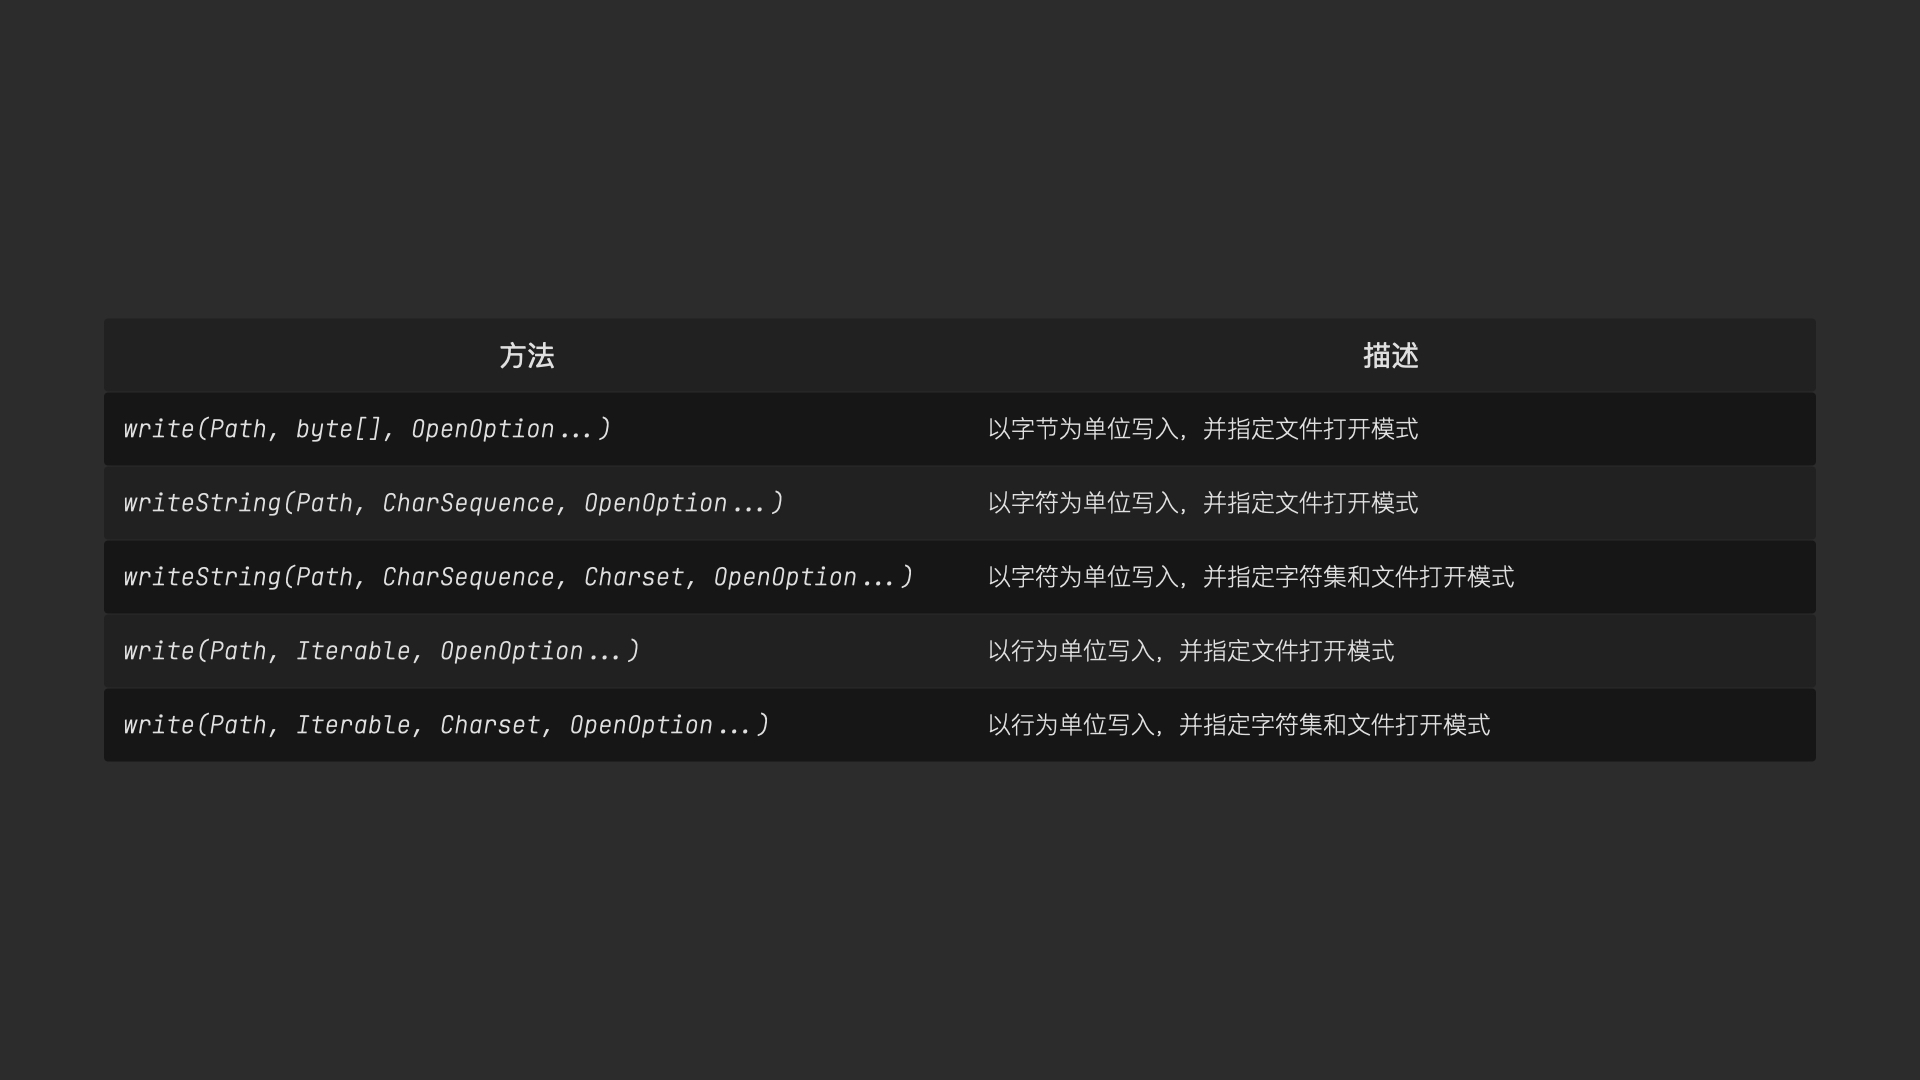 方法 描述
write(Path, byte[], OpenOption...) 以字节为单位写入，并指定文件打开模式
writeString(Path, CharSequence, OpenOption...) 以字符为单位写入，并指定文件打开模式
writeString(Path, CharSequence, Charset, OpenOption...) 以字符为单位写入，并指定字符集和文件打开模式
write(Path, Iterable, OpenOption...) 以行为单位写入，并指定文件打开模式
write(Path, Iterable, Charset, OpenOption...) 以行为单位写入，并指定字符集和文件打开模式